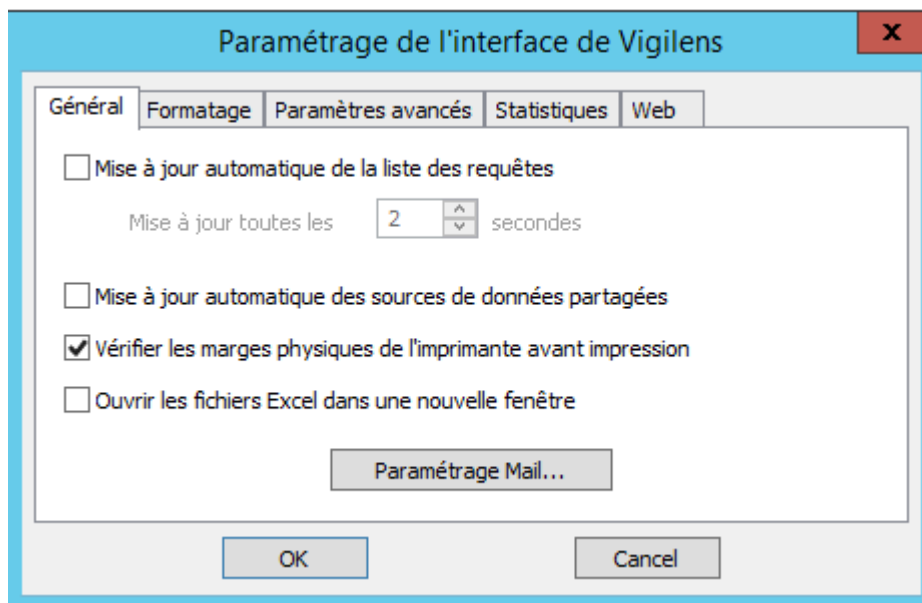 Paramétrage de l'interface de Vigilens
x
Général Formatage Paramètres avancés Statistiques Web
Mise à jour automatique de la liste des requêtes
Mise à jour toutes les 2 secondes
Mise à jour automatique des sources de données partagées
Vérifier les marges physiques de l'imprimante avant impression
Ouvrir les fichiers Excel dans une nouvelle fenêtre
Paramétrage Mail...
OK Cancel